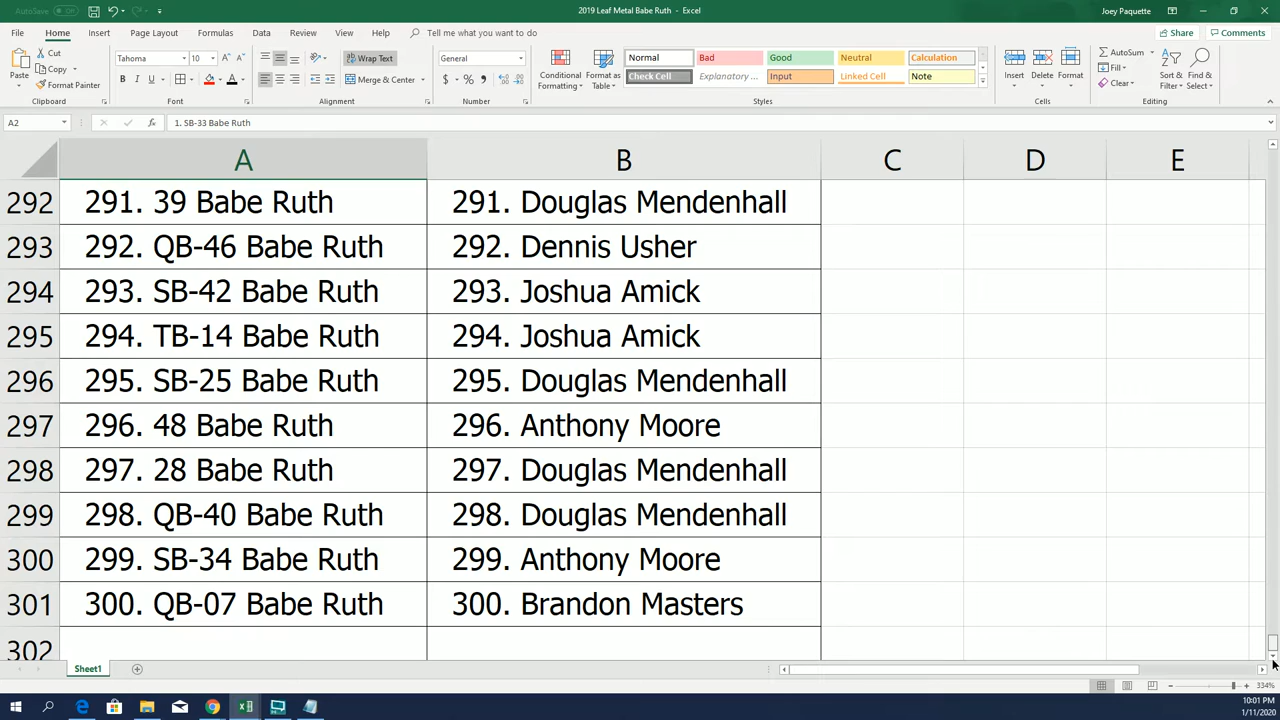 AutoSave Off
2019 Leaf Metal Babe Ruth - Excel
Joey Paquette
File Home Insert Page Layout Formulas Data Review View Help Tell me what you want to do
Share Comments
Paste
Cut
Copy
Format Painter
Clipboard
Tahoma 10
B I U
Font
Wrap Text
Merge & Center
Alignment
General
Number
Conditional Formatting
Format as Table
Normal Bad Good Neutral Calculation
Check Cell Explanatory ... Input Linked Cell Note
Styles
Insert Delete Format
Cells
AutoSum
Fill
Clear
Sort & Filter
Find & Select
Editing
A2 fx 1. SB-33 Babe Ruth
A B C D E
292 291. 39 Babe Ruth 291. Douglas Mendenhall
293 292. QB-46 Babe Ruth 292. Dennis Usher
294 293. SB-42 Babe Ruth 293. Joshua Amick
295 294. TB-14 Babe Ruth 294. Joshua Amick
296 295. SB-25 Babe Ruth 295. Douglas Mendenhall
297 296. 48 Babe Ruth 296. Anthony Moore
298 297. 28 Babe Ruth 297. Douglas Mendenhall
299 298. QB-40 Babe Ruth 298. Douglas Mendenhall
300 299. SB-34 Babe Ruth 299. Anthony Moore
301 300. QB-07 Babe Ruth 300. Brandon Masters
302
Sheet1
334%
10:01 PM
1/11/2020